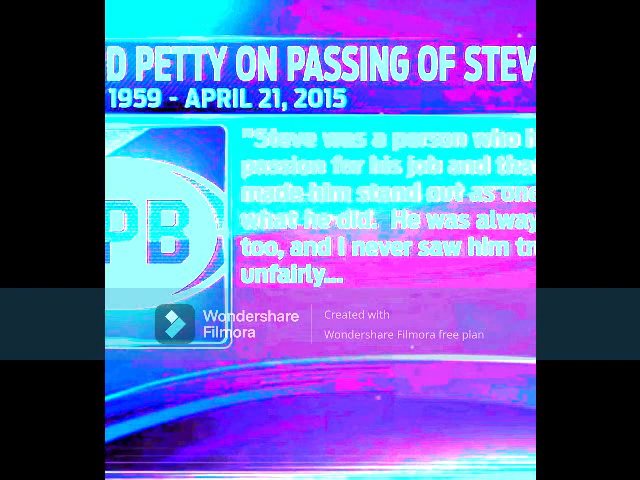 D PETTY ON PASSING OF STEV
1959 - APRIL 21, 2015
"Steve was a person who h
passion for his job and tha
made him stand out as one
what he did. He was alway
too, and I never saw him tr
unfairly...
PB
Wondershare
Filmora
Created with
Wondershare Filmora free plan